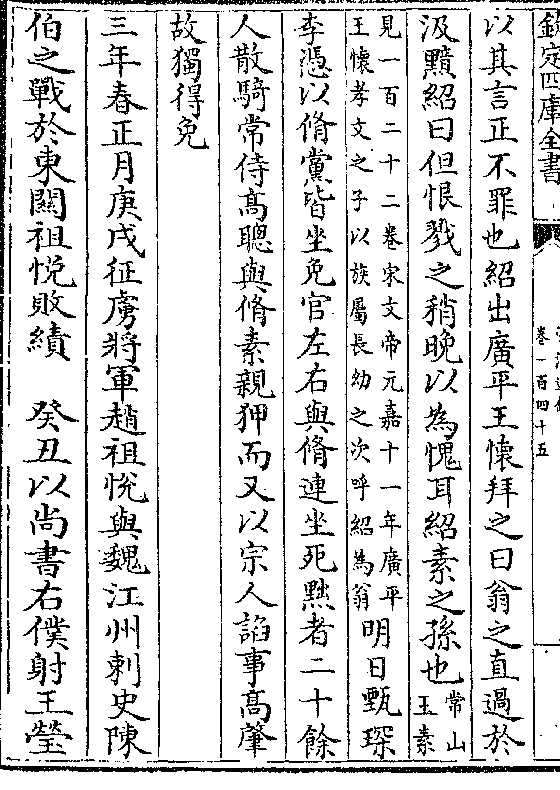 欽定四庫全書
卷一百四十五
以其言正不罪也紹出廣平王懷拜之曰翁之直過於
汲黯紹曰但恨戮之稍晚以為愧耳紹素之孫也常山王素
見一百二十二卷宋文帝元嘉十一年廣平王懷孝文之子以族屬長幼之次呼紹為翁明日甄琛
李憑以脩黨皆坐免官左右與脩連坐死黜者二十餘
人散騎常侍高聰與脩素親狎而又以宗人諂事高肇
故獨得免
三年春正月庚戌征虜將軍趙祖悅與魏江州刺史陳
伯之戰於東關祖悅敗績　癸丑以尚書右僕射王瑩